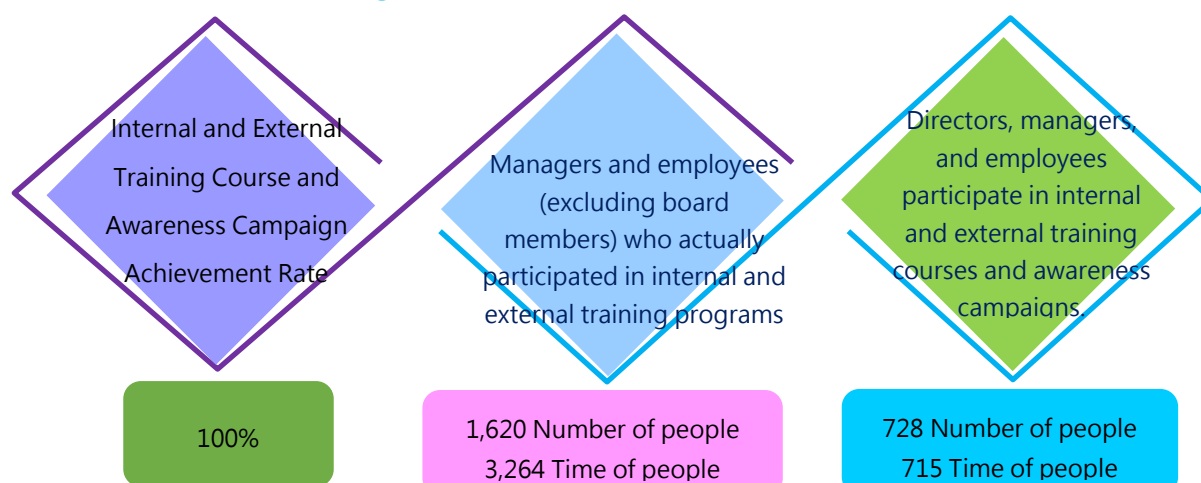 Internal and External
Training Course and
Awareness Campaign
Achievement Rate
100%
Managers and employees
(excluding board
members) who actually
participated in internal and
external training programs
1,620 Number of people
3,264 Time of people
Directors, managers,
and employees
participate in internal
and external training
courses and awareness
campaigns.
728 Number of people
715 Time of people